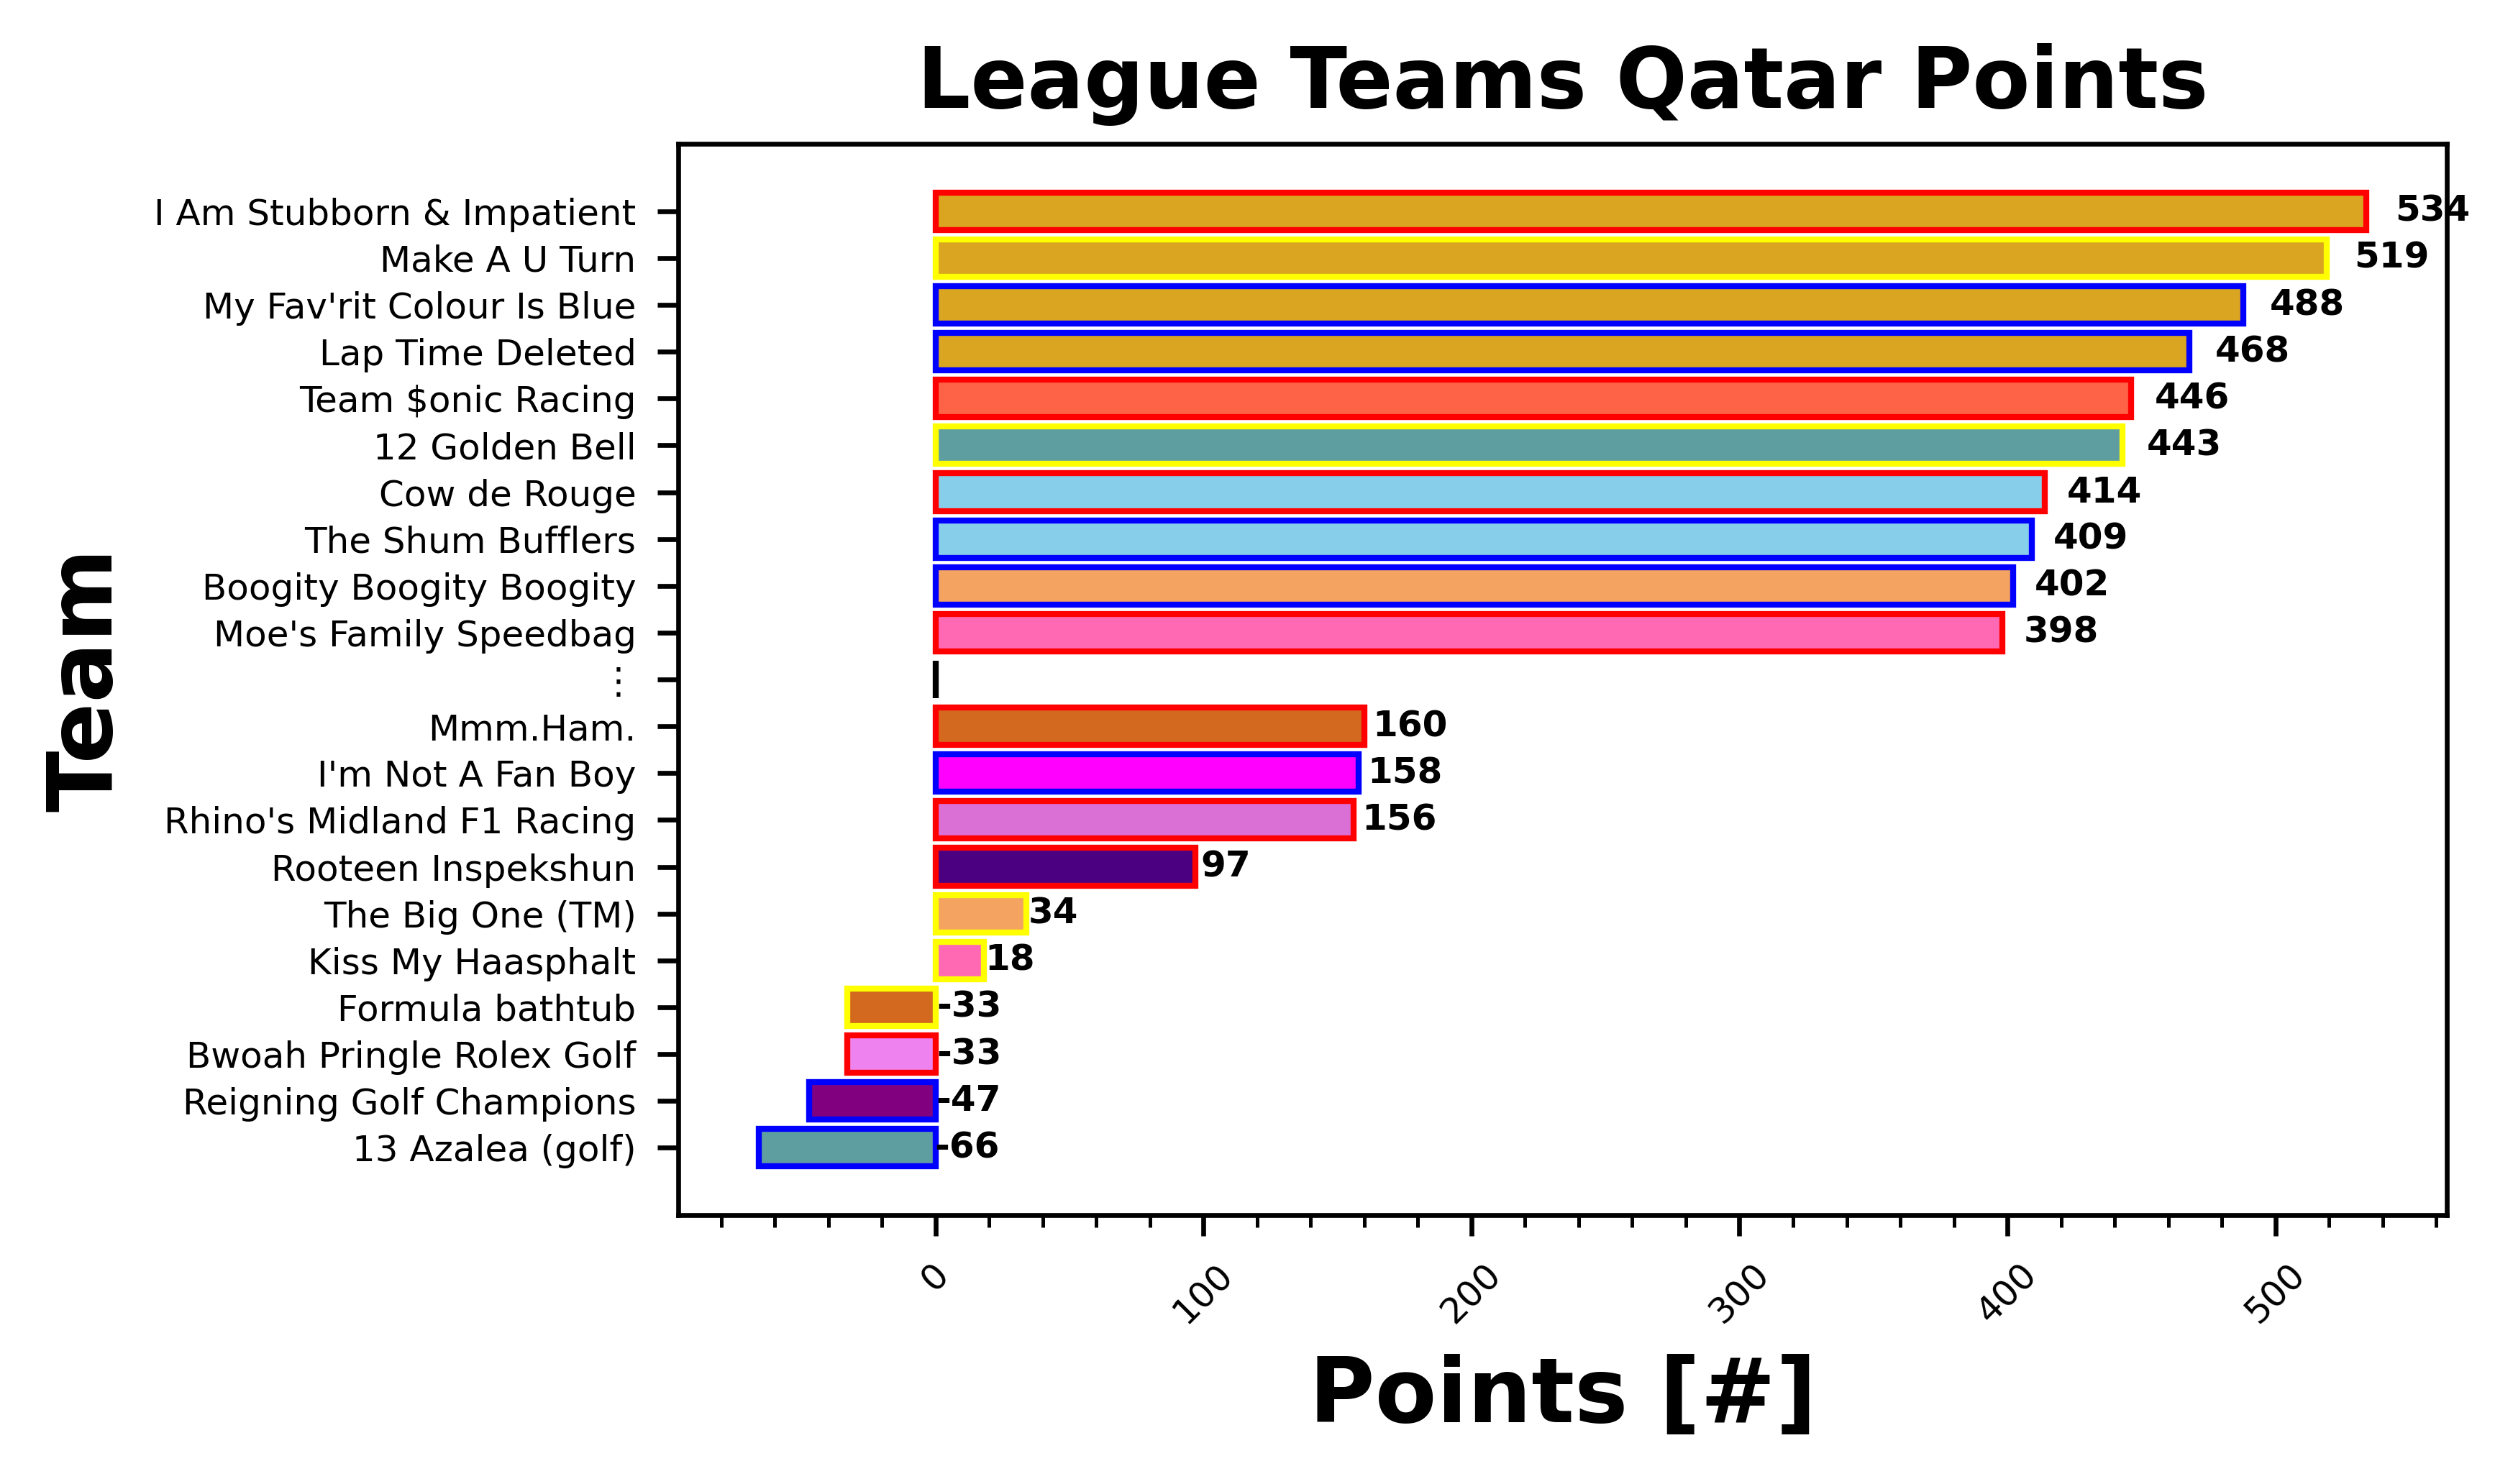 League Teams Qatar Points
Team
I Am Stubborn & Impatient 534
Make A U Turn 519
My Fav'rit Colour Is Blue 488
Lap Time Deleted 468
Team $onic Racing 446
12 Golden Bell 443
Cow de Rouge 414
The Shum Bufflers 409
Boogity Boogity Boogity 402
Moe's Family Speedbag 398
⋮
Mmm.Ham. 160
I'm Not A Fan Boy 158
Rhino's Midland F1 Racing 156
Rooteen Inspekshun 97
The Big One (TM) 34
Kiss My Haasphalt 18
Formula bathtub -33
Bwoah Pringle Rolex Golf -33
Reigning Golf Champions -47
13 Azalea (golf) -66
0 100 200 300 400 500
Points [#]